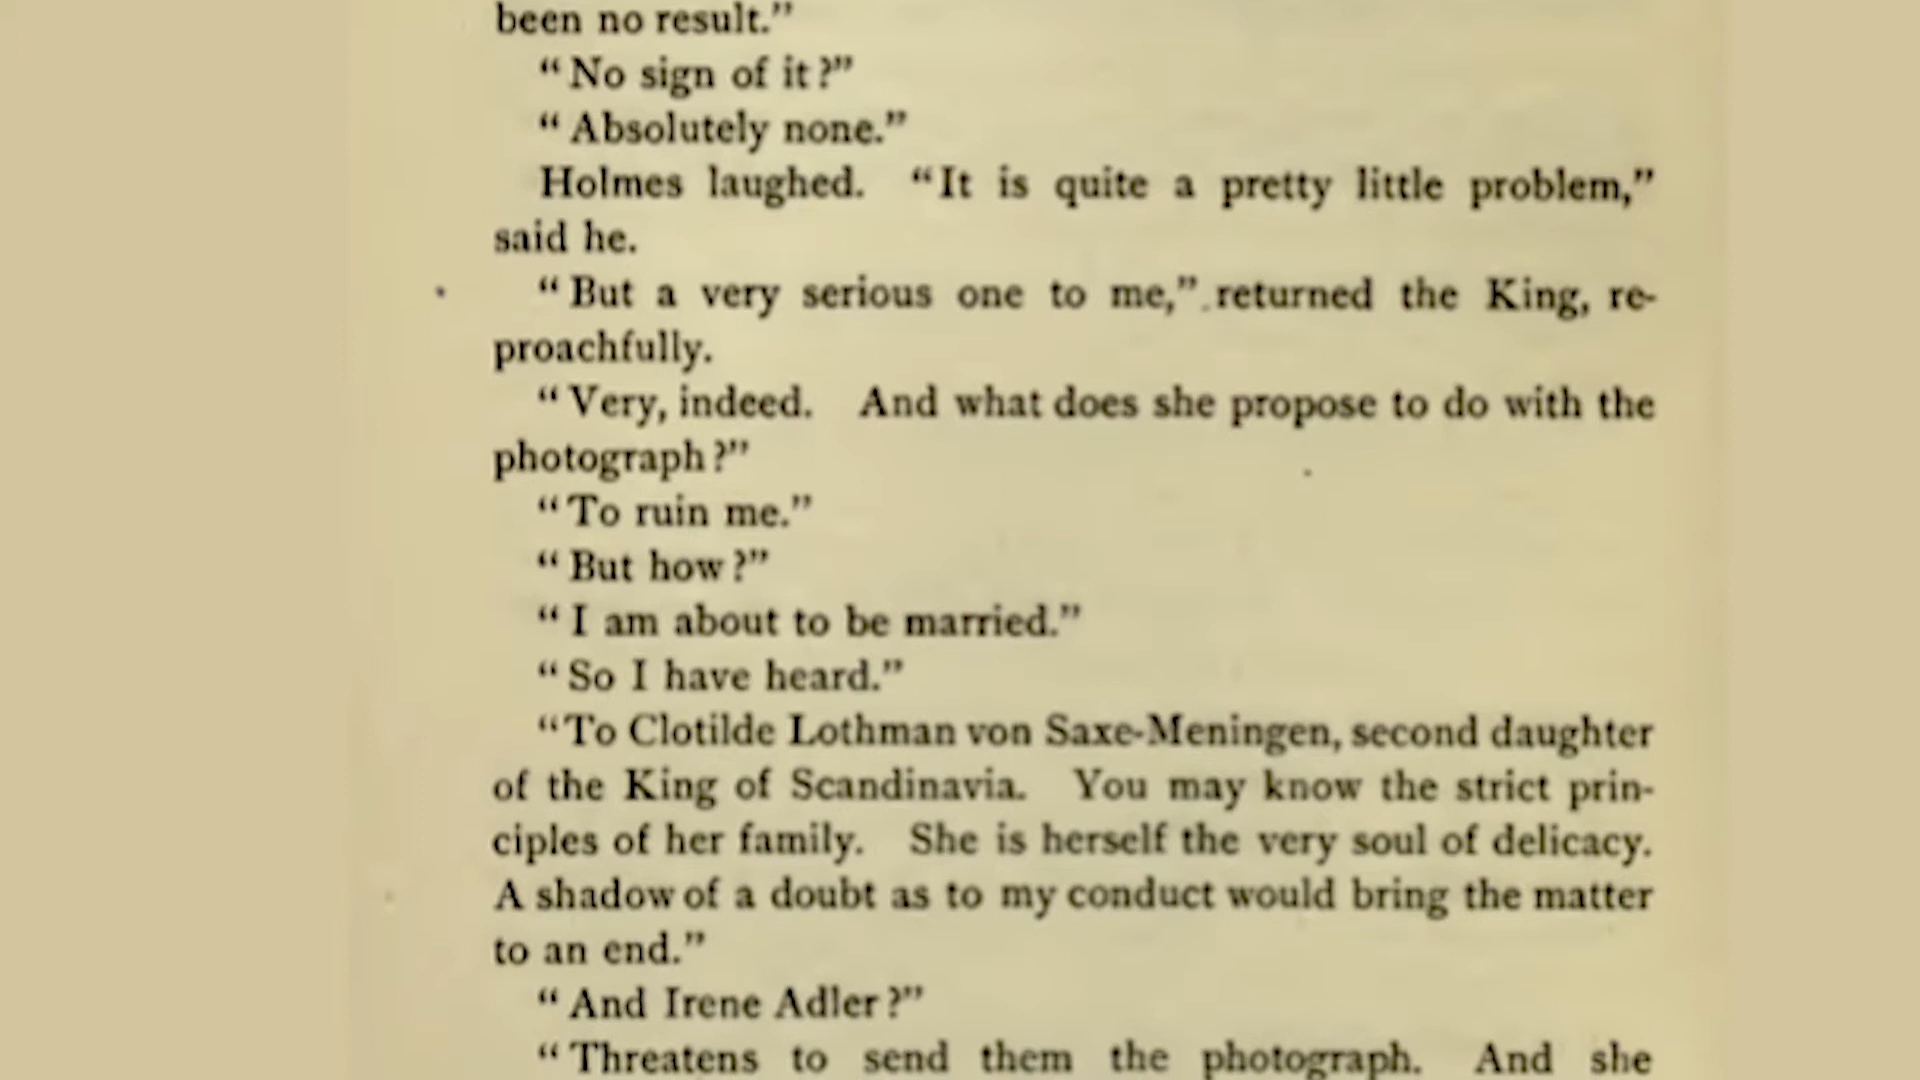 been no result.”
“No sign of it?”
“Absolutely none.”
Holmes laughed. “It is quite a pretty little problem,”
said he.
“But a very serious one to me,” returned the King, re-
proachfully.
“Very, indeed. And what does she propose to do with the
photograph?”
“To ruin me.”
“But how?”
“I am about to be married.”
“So I have heard.”
“To Clotilde Lothman von Saxe-Meningen, second daughter
of the King of Scandinavia. You may know the strict prin-
ciples of her family. She is herself the very soul of delicacy.
A shadow of a doubt as to my conduct would bring the matter
to an end.”
“And Irene Adler?”
“Threatens to send them the photograph. And she